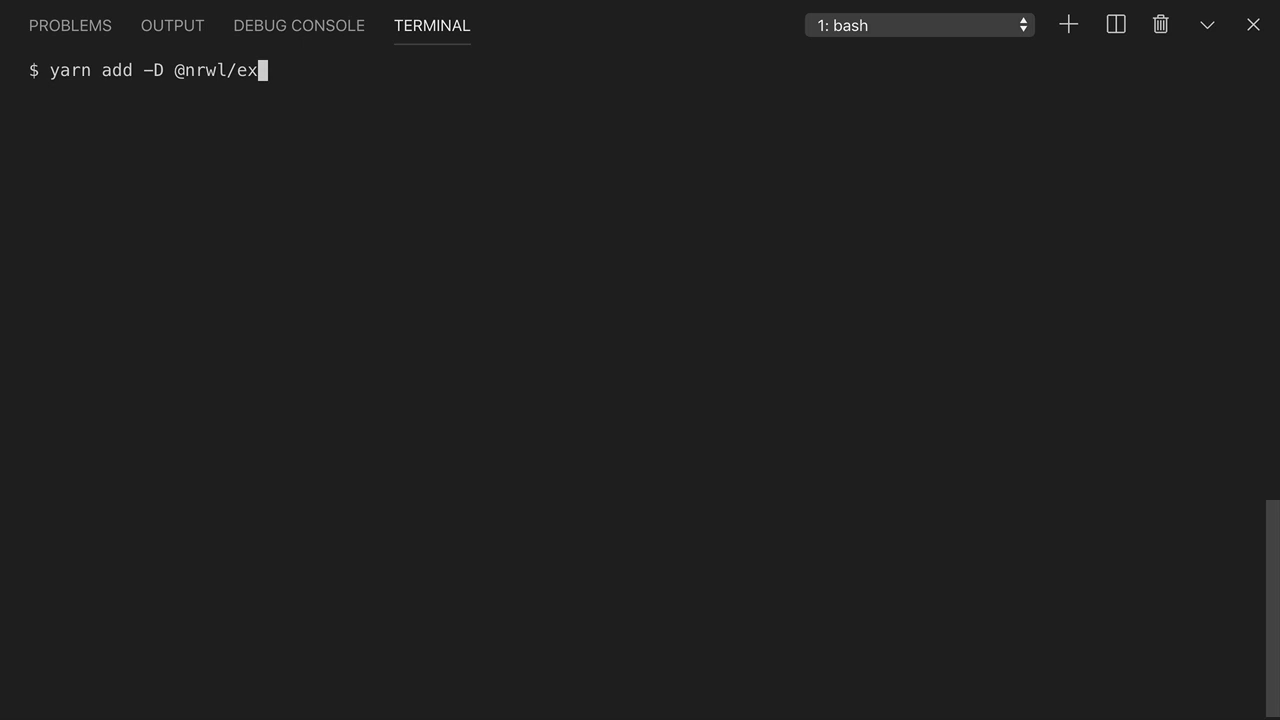 PROBLEMS OUTPUT DEBUG CONSOLE TERMINAL 1: bash
$ yarn add -D @nrwl/ex